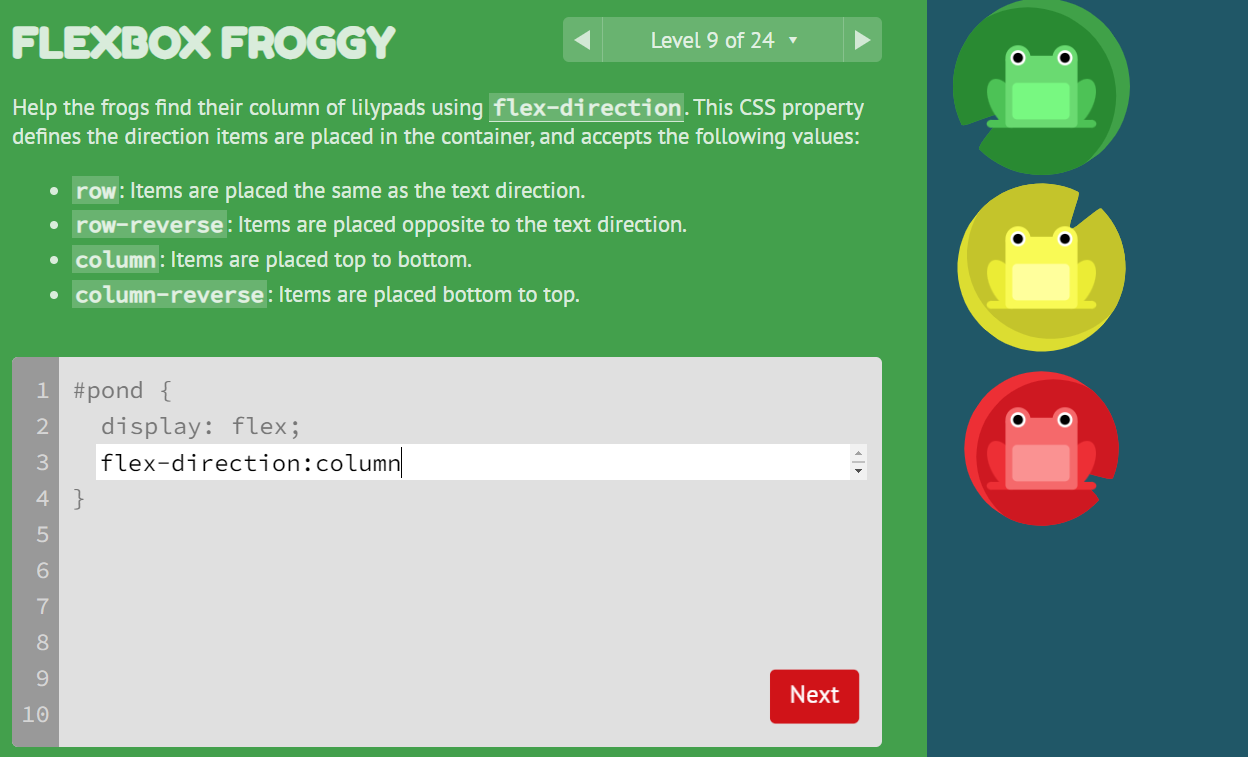 FLEXBOX FROGGY
Level 9 of 24
Help the frogs find their column of lilypads using flex-direction. This CSS property
defines the direction items are placed in the container, and accepts the following values:
• row: Items are placed the same as the text direction.
• row-reverse: Items are placed opposite to the text direction.
• column: Items are placed top to bottom.
• column-reverse: Items are placed bottom to top.
1 #pond {
2 display: flex;
3 flex-direction:column
4 }
5
6
7
8
9
10
Next